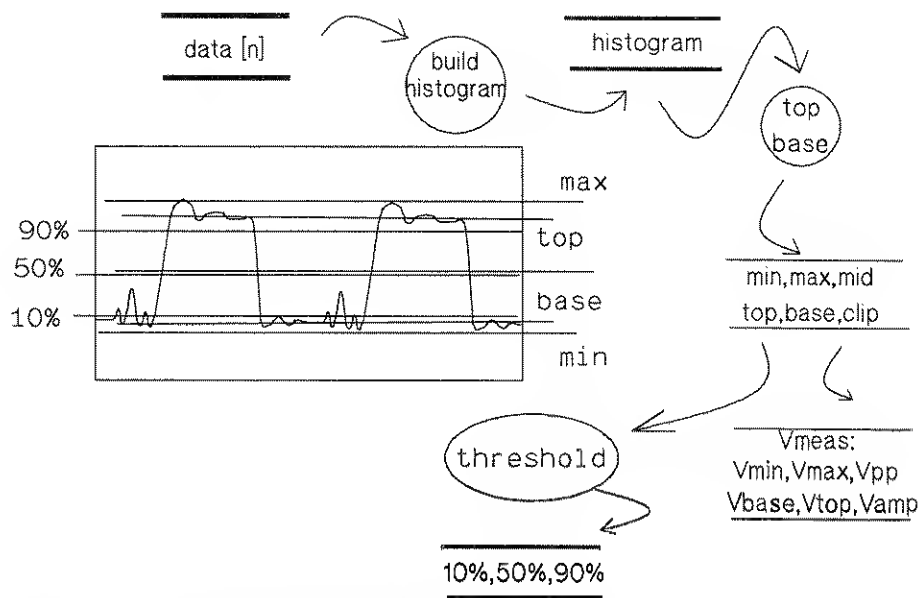 data [n]
build
histogram
histogram
top
base
max
90%
top
50%
base
10%
min
min,max,mid
top,base,clip
threshold
Vmeas:
Vmin,Vmax,Vpp
Vbase,Vtop,Vamp
10%,50%,90%